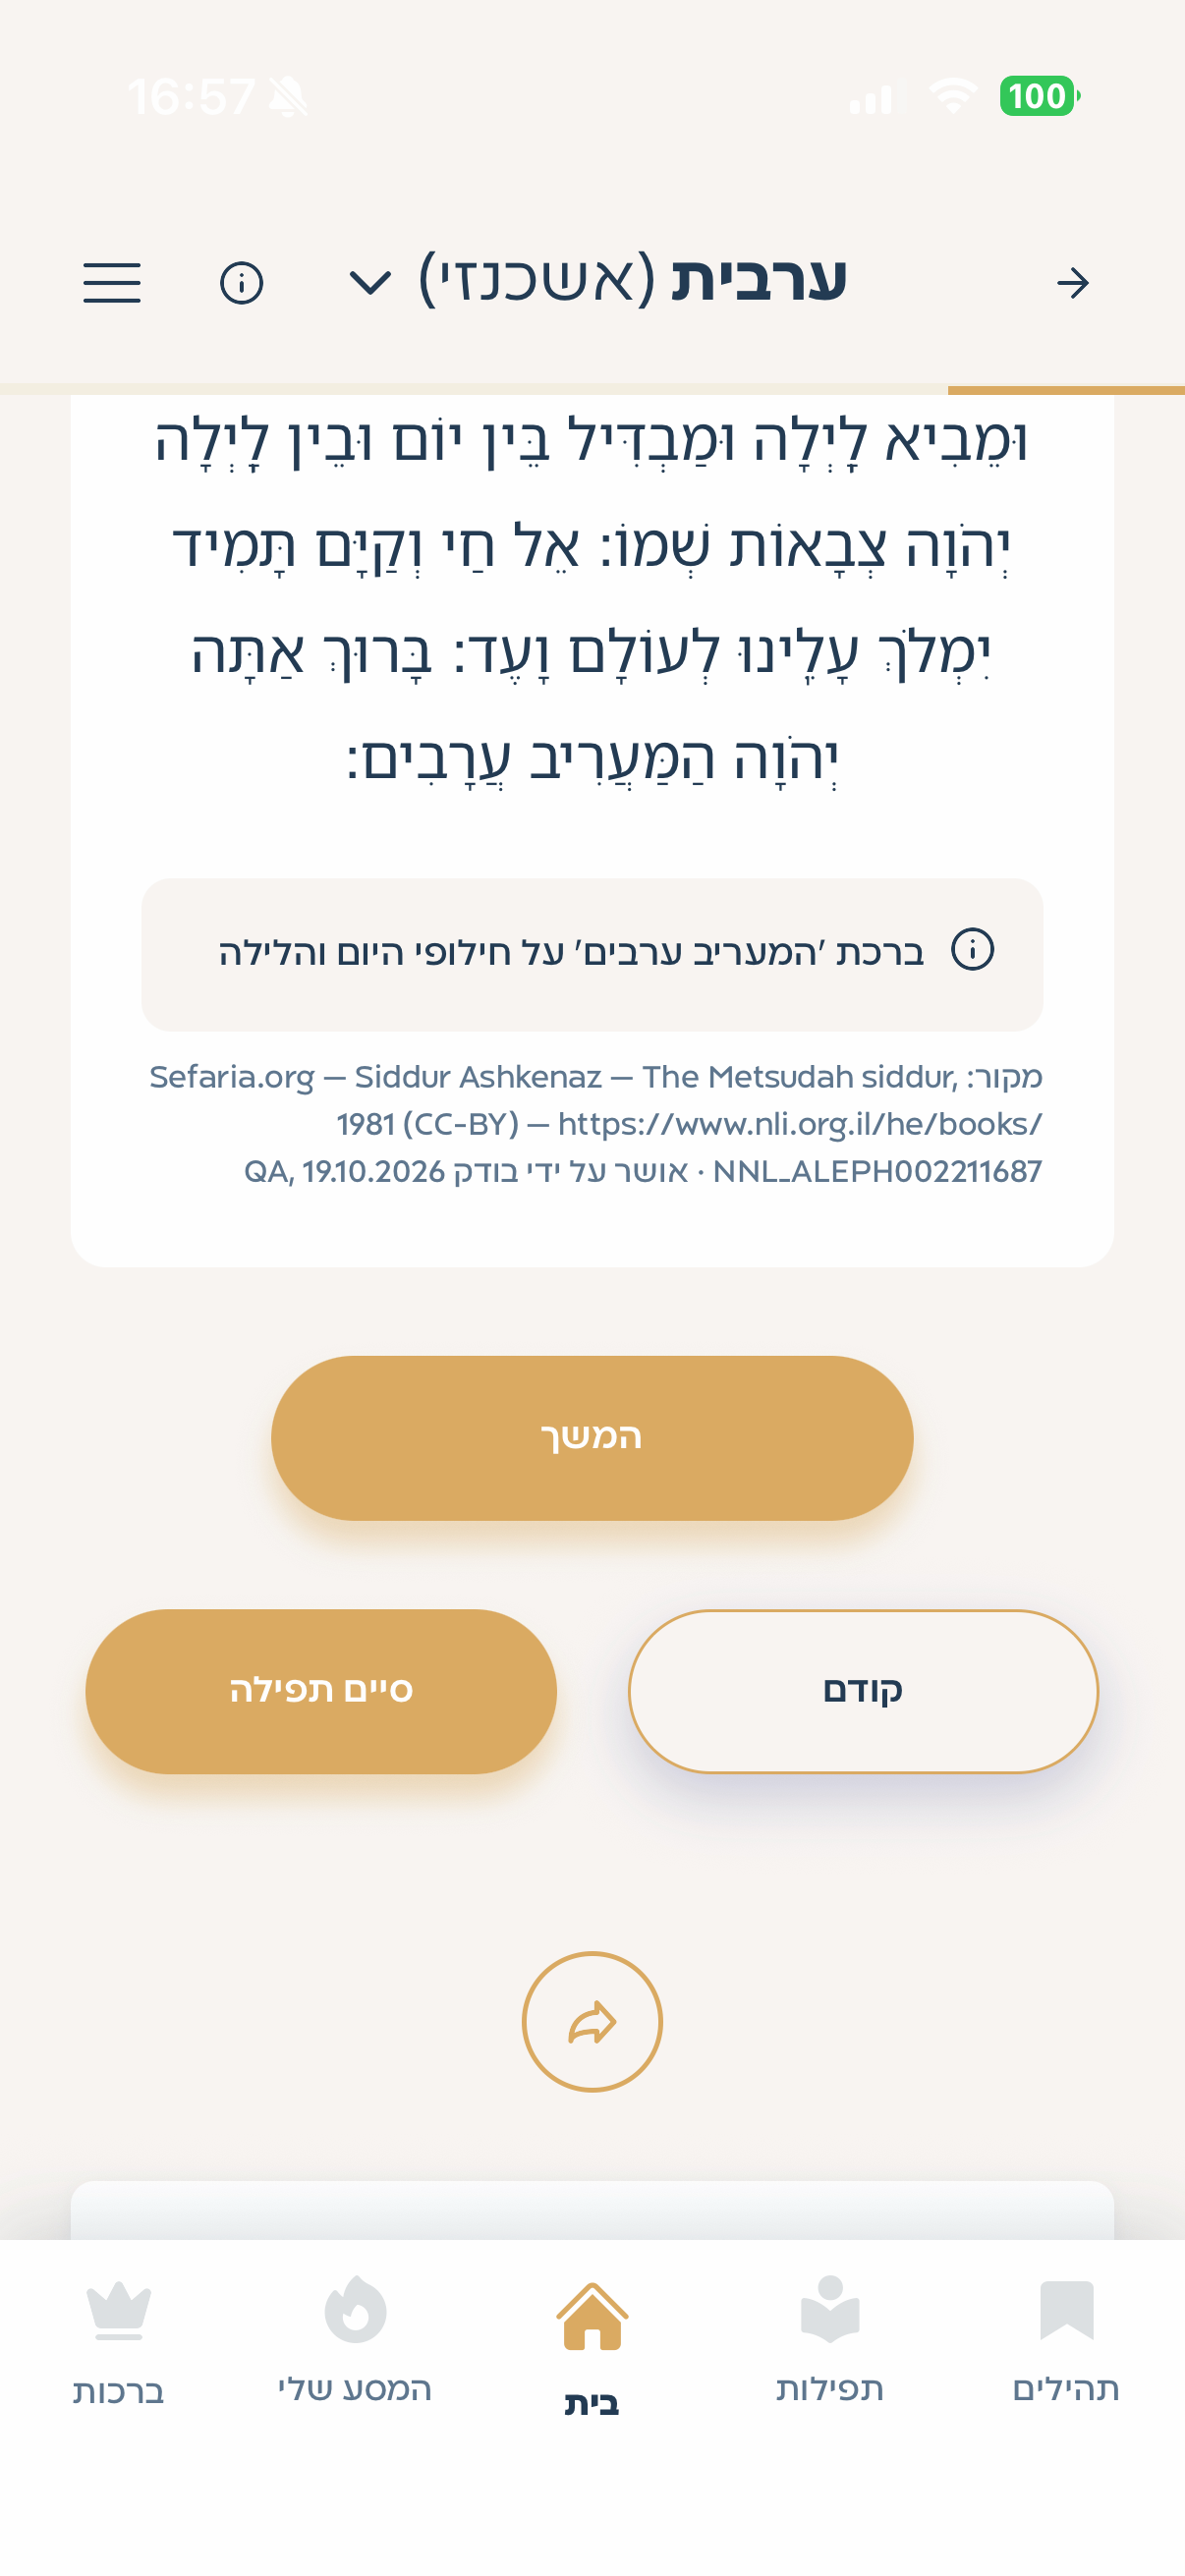 16:57
100
ערבית (אשכנזי)
וּמֵבִיא לָֽיְלָה וּמַבְדִּיל בֵּין יוֹם וּבֵין לָֽיְלָה
יְהֹוָה צְבָאוֹת שְׁמוֹ: אֵל חַי וְקַיָּם תָּמִיד
יִמְלֹךְ עָלֵֽינוּ לְעוֹלָם וָעֶד: בָּרוּךְ אַתָּה
יְהֹוָה הַמַּעֲרִיב עֲרָבִים:
ברכת 'המעריב ערבים' על חילופי היום והלילה
מקור: Sefaria.org — Siddur Ashkenaz — The Metsudah siddur,
1981 (CC-BY) — https://www.nli.org.il/he/books/
NNL_ALEPH002211687 · אושר על ידי בודק QA, 19.10.2026
המשך
קודם
סיים תפילה
תהילים
תפילות
בית
המסע שלי
ברכות